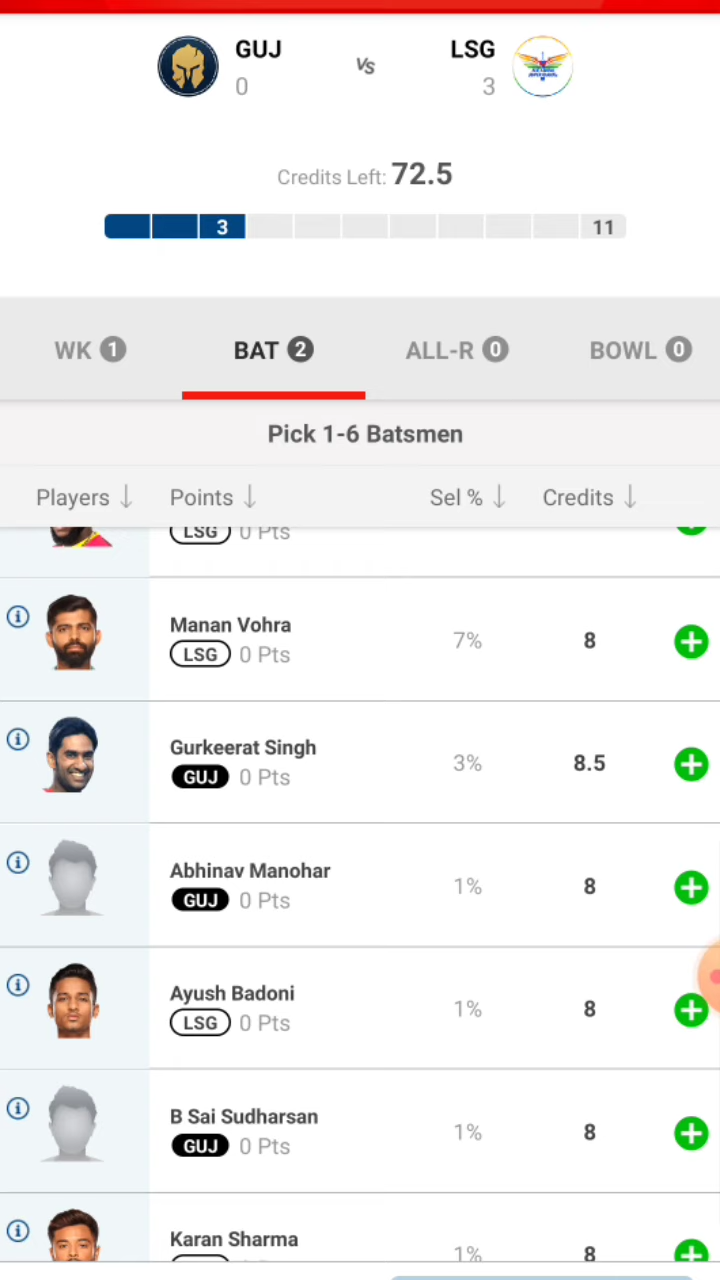 GUJ VS LSG
0 3
Credits Left: 72.5
3 11
WK 1 BAT 2 ALL-R 0 BOWL 0
Pick 1-6 Batsmen
Players ↓ Points ↓ Sel % ↓ Credits ↓
LSG 0 Pts
Manan Vohra
LSG 0 Pts 7% 8
Gurkeerat Singh
GUJ 0 Pts 3% 8.5
Abhinav Manohar
GUJ 0 Pts 1% 8
Ayush Badoni
LSG 0 Pts 1% 8
B Sai Sudharsan
GUJ 0 Pts 1% 8
Karan Sharma
1% 8